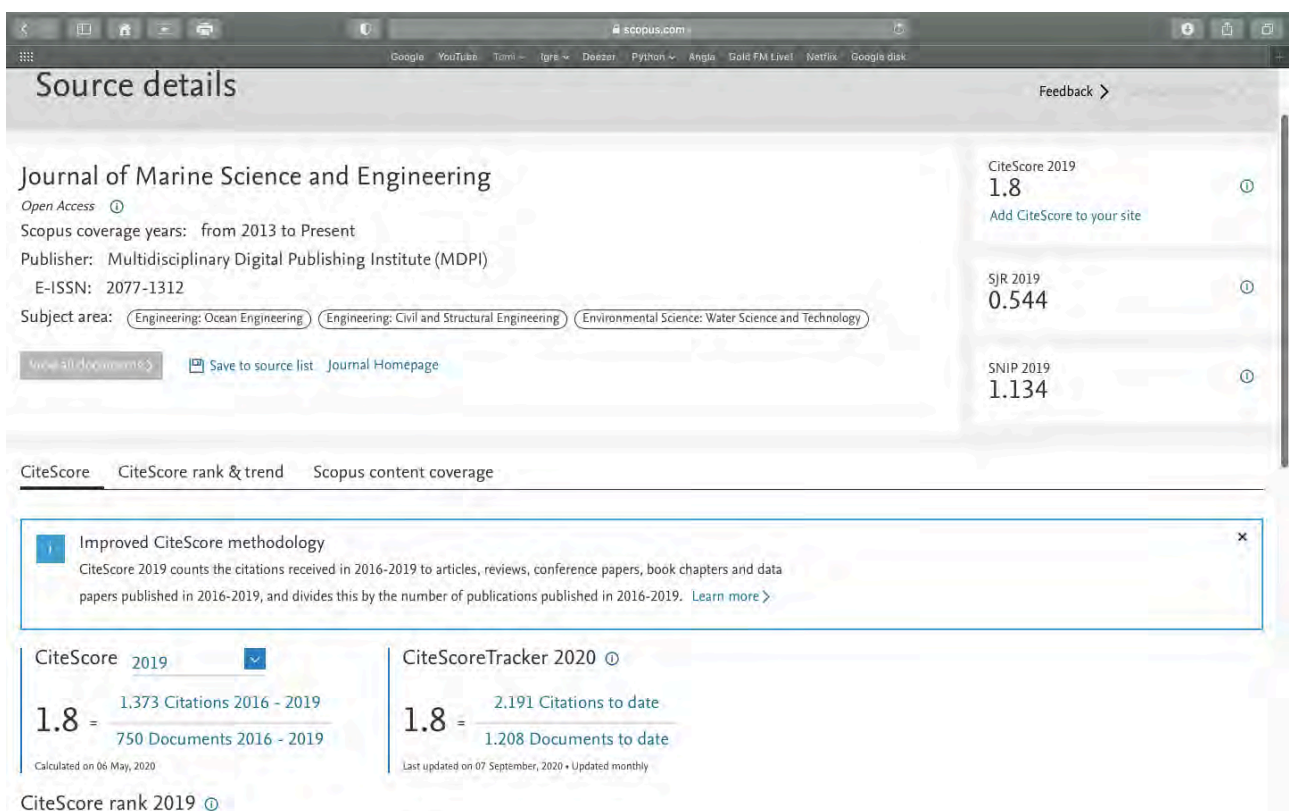 scopus.com
Google YouTube Tomi Igre Deezer Python Angla Gold FM Live! Netflix Google disk
Source details
Feedback >
Journal of Marine Science and Engineering
Open Access
Scopus coverage years: from 2013 to Present
Publisher: Multidisciplinary Digital Publishing Institute (MDPI)
E-ISSN: 2077-1312
Subject area: Engineering: Ocean Engineering Engineering: Civil and Structural Engineering Environmental Science: Water Science and Technology
View all documents >
Save to source list Journal Homepage
CiteScore 2019
1.8
Add CiteScore to your site
SJR 2019
0.544
SNIP 2019
1.134
CiteScore CiteScore rank & trend Scopus content coverage
Improved CiteScore methodology
CiteScore 2019 counts the citations received in 2016-2019 to articles, reviews, conference papers, book chapters and data
papers published in 2016-2019, and divides this by the number of publications published in 2016-2019. Learn more >
CiteScore 2019
1.8 =
1.373 Citations 2016 - 2019
750 Documents 2016 - 2019
Calculated on 06 May, 2020
CiteScoreTracker 2020
1.8 =
2.191 Citations to date
1.208 Documents to date
Last updated on 07 September, 2020 • Updated monthly
CiteScore rank 2019